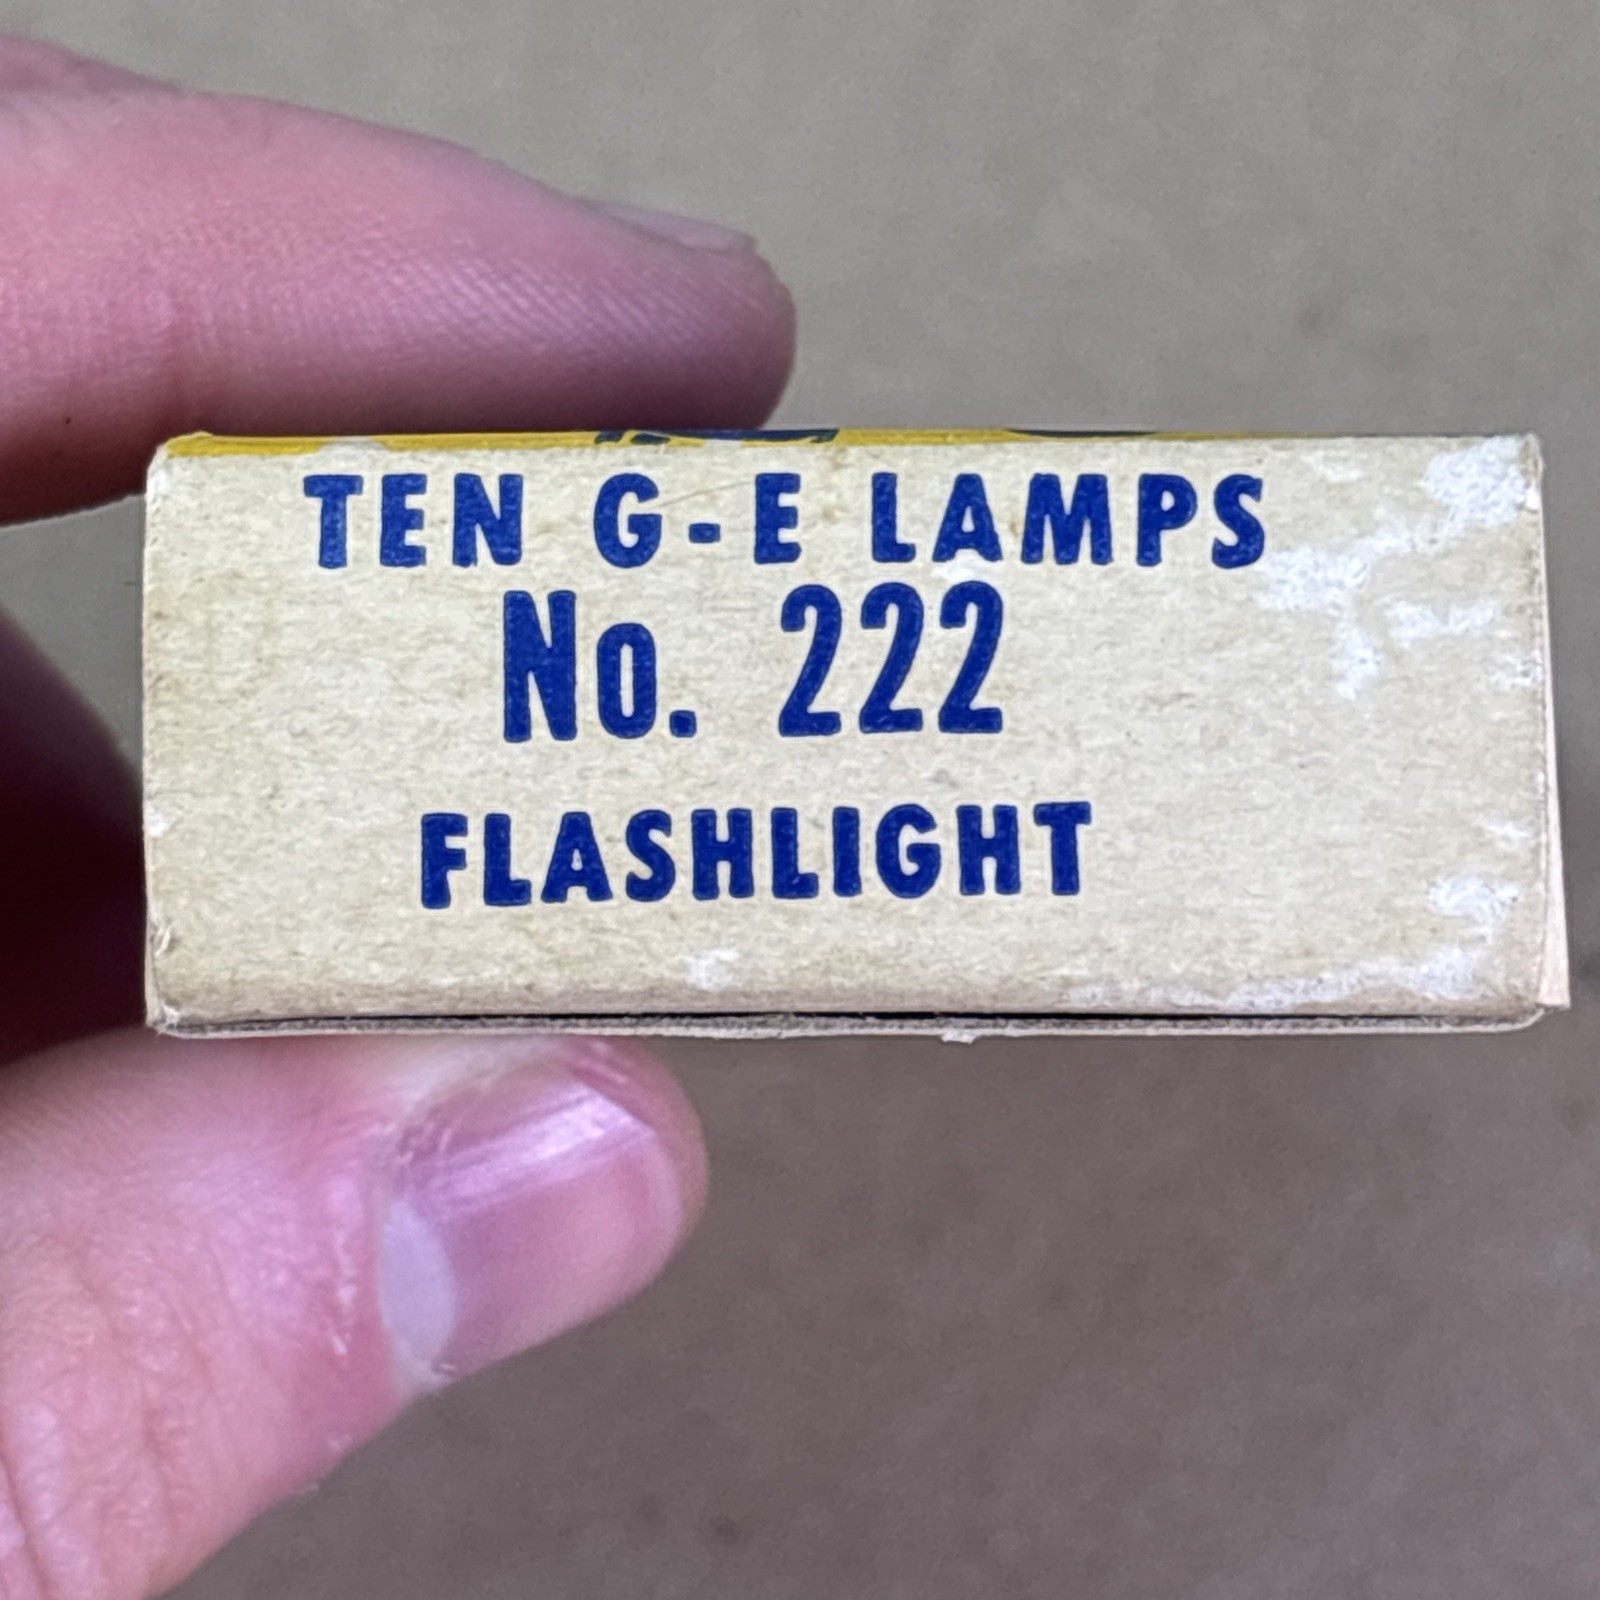 TEN G-E LAMPS
No. 222
FLASHLIGHT